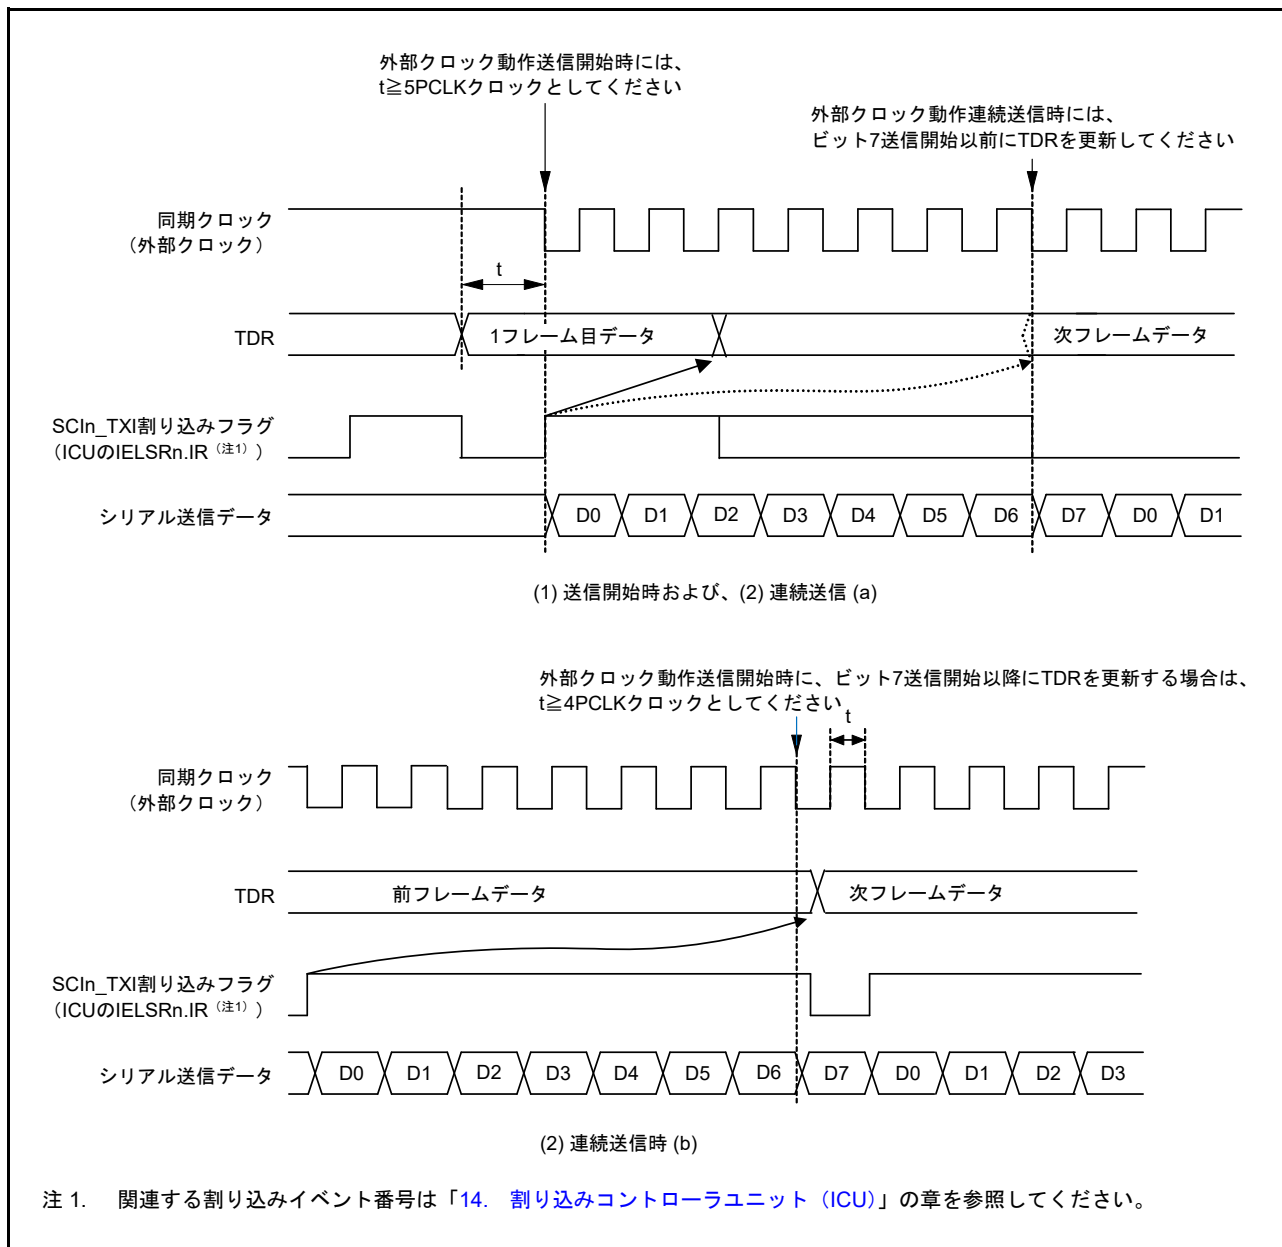 外部クロック動作送信開始時には、
t≧5PCLKクロックとしてください
外部クロック動作連続送信時には、
ビット7送信開始以前にTDRを更新してください
同期クロック
（外部クロック）
t
TDR
1フレーム目データ
次フレームデータ
SCIn_TXI割り込みフラグ
（ICUのIELSRn.IR（注1））
シリアル送信データ
D0 D1 D2 D3 D4 D5 D6 D7 D0 D1
(1) 送信開始時および、(2) 連続送信 (a)
外部クロック動作送信開始時に、ビット7送信開始以降にTDRを更新する場合は、
t≧4PCLKクロックとしてください
t
同期クロック
（外部クロック）
TDR
前フレームデータ
次フレームデータ
SCIn_TXI割り込みフラグ
（ICUのIELSRn.IR（注1））
シリアル送信データ
D0 D1 D2 D3 D4 D5 D6 D7 D0 D1 D2 D3
(2) 連続送信時 (b)
注 1. 関連する割り込みイベント番号は「14. 割り込みコントローラユニット（ICU）」の章を参照してください。